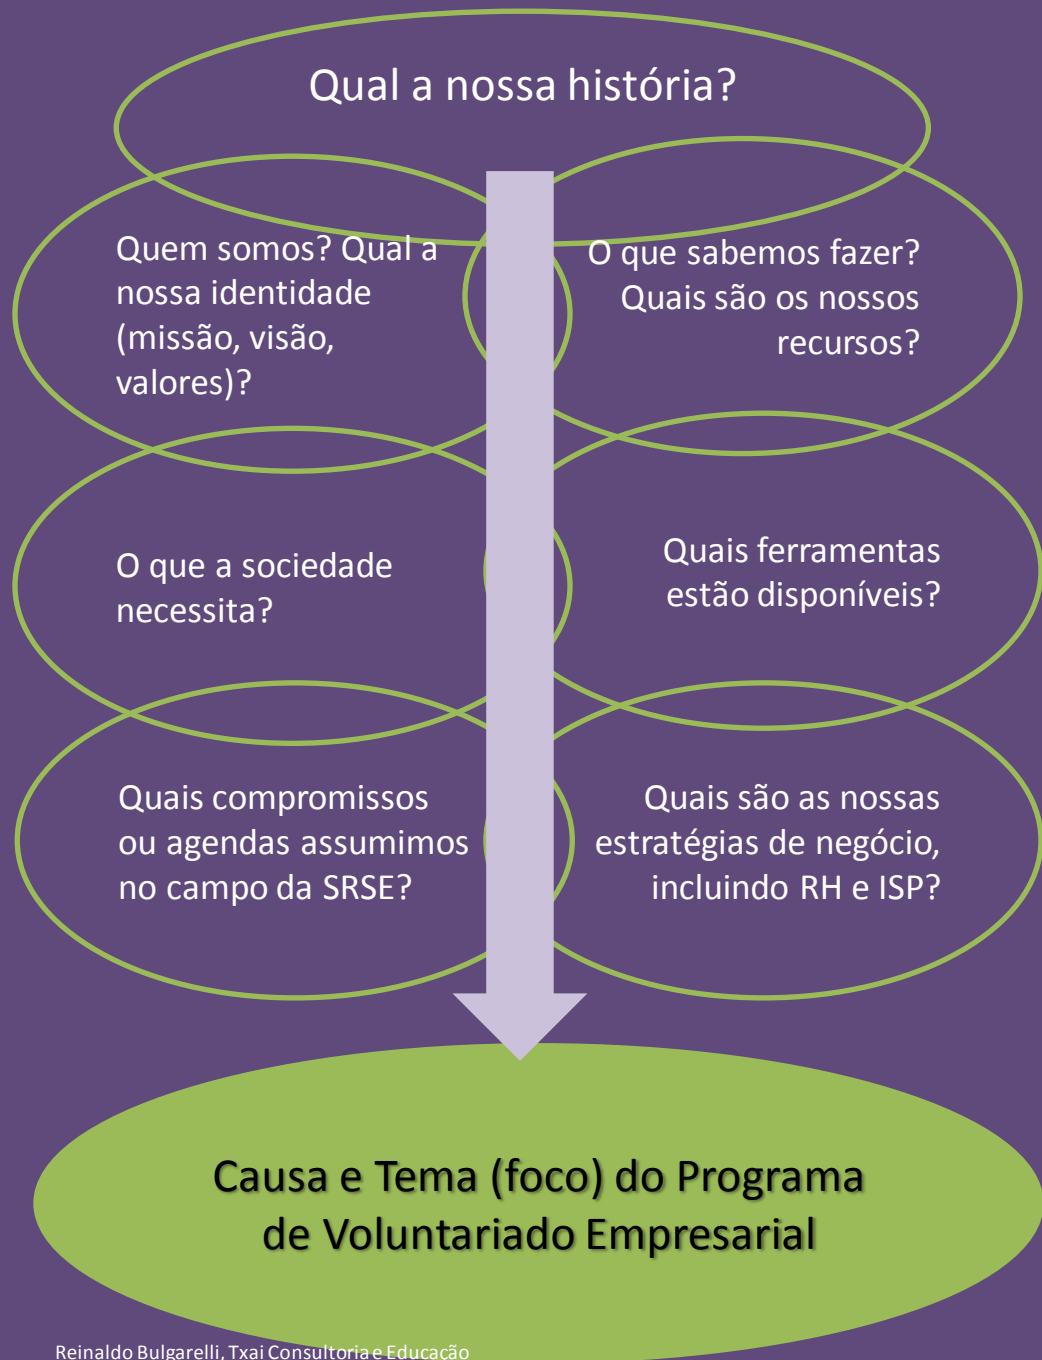 Qual a nossa história?
Quem somos? Qual a
nossa identidade
(missão, visão,
valores)?
O que sabemos fazer?
Quais são os nossos
recursos?
O que a sociedade
necessita?
Quais ferramentas
estão disponíveis?
Quais compromissos
ou agendas assumimos
no campo da SRSE?
Quais são as nossas
estratégias de negócio,
incluindo RH e ISP?
Causa e Tema (foco) do Programa
de Voluntariado Empresarial
Reinaldo Bulgarelli, Txai Consultoria e Educação